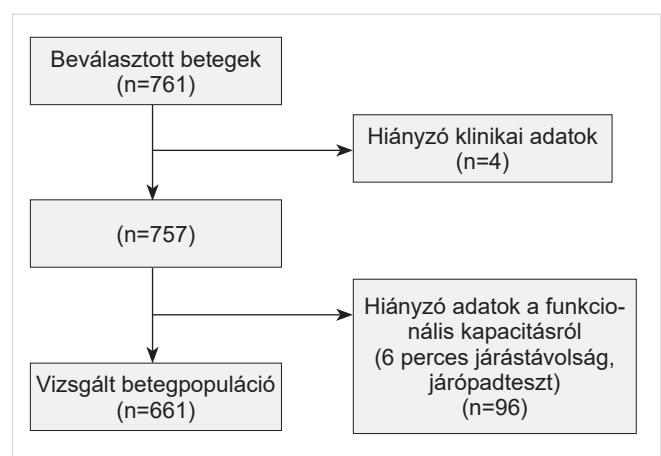 Beválasztott betegek
(n=761)
Hiányzó klinikai adatok
(n=4)
(n=757)
Hiányzó adatok a funkcio-
nális kapacitásról
(6 perces járástávolság,
járópadteszt)
(n=96)
Vizsgált betegpopuláció
(n=661)